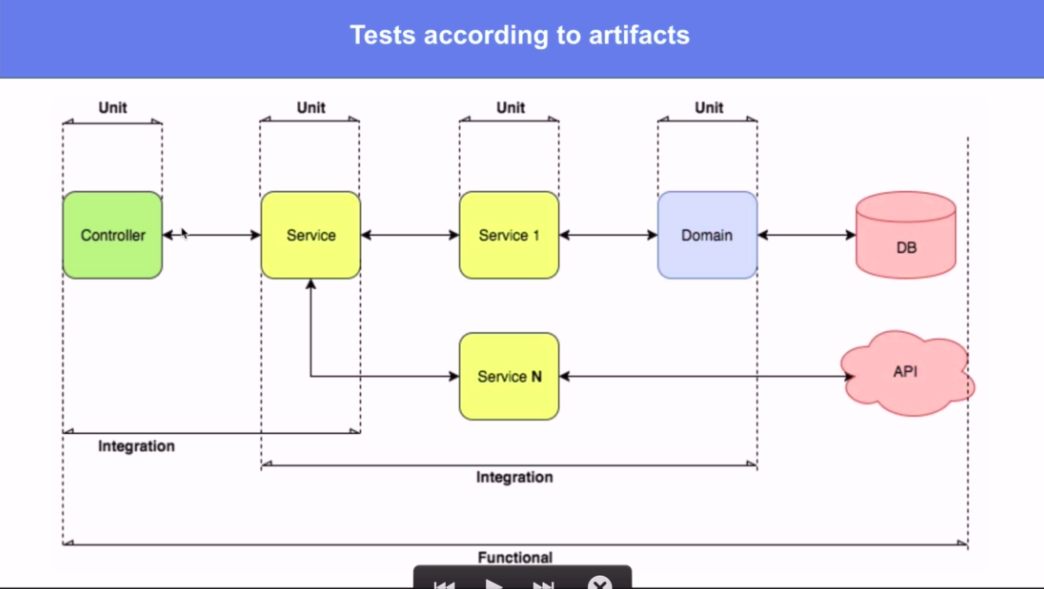 Tests according to artifacts
Unit
Unit
Unit
Unit
Controller
Service
Service 1
Domain
DB
Service N
API
Integration
Integration
Functional